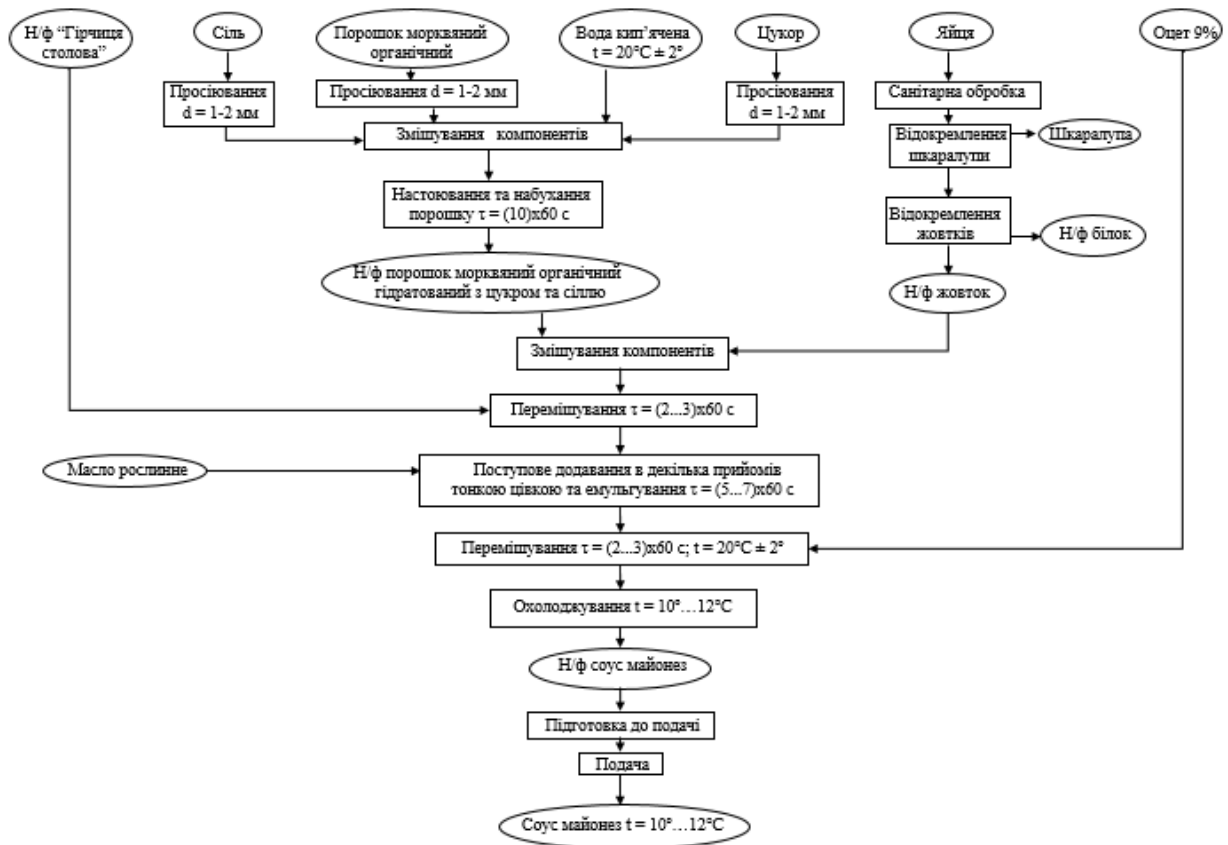 Н/ф “Гірчиця
столова”
Сіль
Порошок морквяний
органічний
Вода кип’ячена
t = 20°C ± 2°
Цукор
Яйця
Оцет 9%
Просіювання
d = 1-2 мм
Просіювання d = 1-2 мм
Просіювання
d = 1-2 мм
Санітарна обробка
Змішування компонентів
Відокремлення
шкаралупи
Шкаралупа
Настоювання та набухання
порошку τ = (10)x60 с
Відокремлення
жовтків
Н/ф білок
Н/ф порошок морквяний органічний
гідратований з цукром та сіллю
Н/ф жовток
Змішування компонентів
Перемішування τ = (2...3)x60 с
Масло рослинне
Поступове додавання в декілька прийомів
тонкою цівкою та емульгування τ = (5...7)x60 с
Перемішування τ = (2...3)x60 с; t = 20°C ± 2°
Охолоджування t = 10°…12°C
Н/ф соус майонез
Підготовка до подачі
Подача
Соус майонез t = 10°…12°C